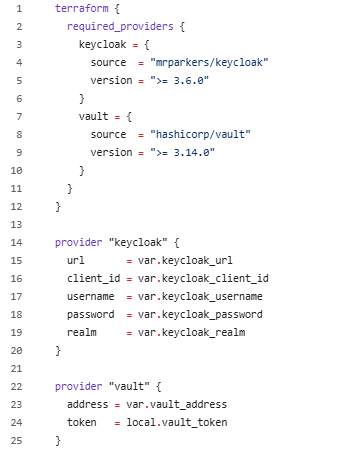 1 terraform {
2   required_providers {
3     keycloak = {
4       source  = "mrparkers/keycloak"
5       version = ">= 3.6.0"
6     }
7     vault = {
8       source  = "hashicorp/vault"
9       version = ">= 3.14.0"
10     }
11   }
12 }
13
14 provider "keycloak" {
15   url       = var.keycloak_url
16   client_id = var.keycloak_client_id
17   username  = var.keycloak_username
18   password  = var.keycloak_password
19   realm     = var.keycloak_realm
20 }
21
22 provider "vault" {
23   address = var.vault_address
24   token   = local.vault_token
25 }